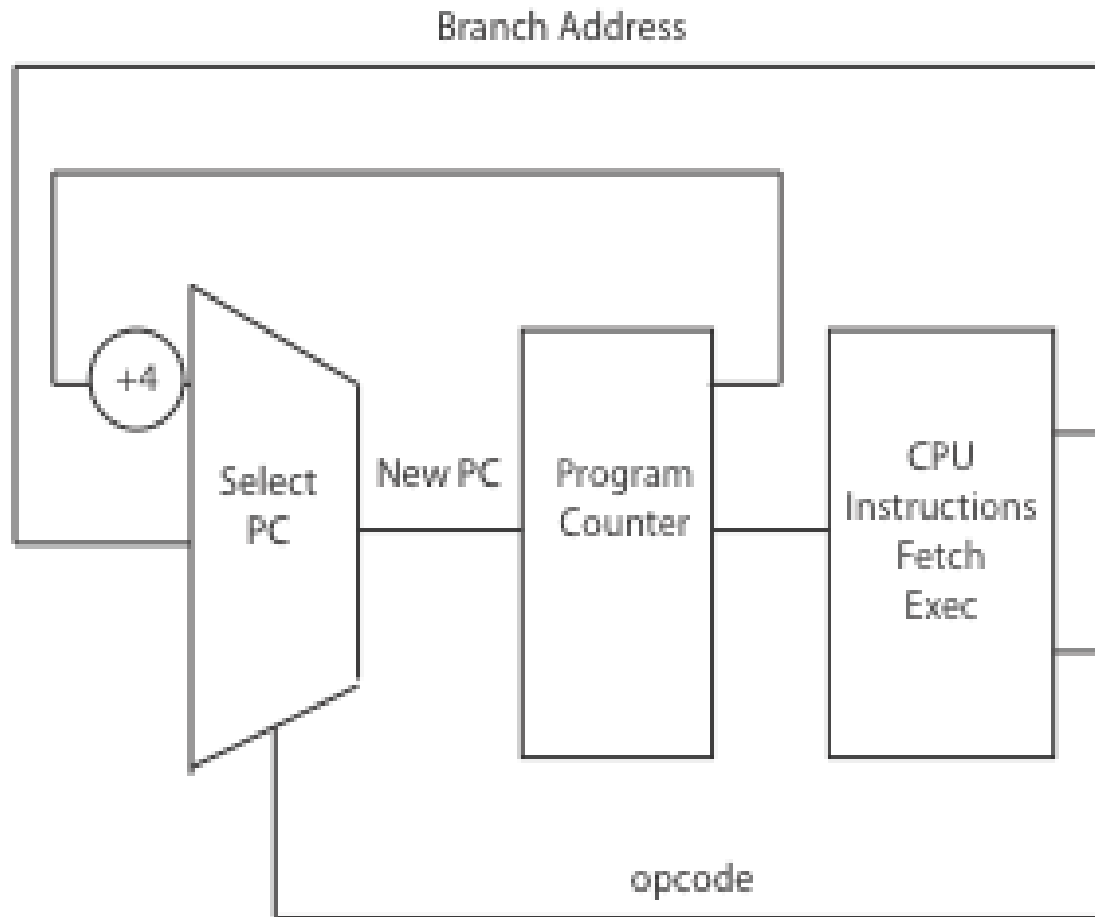 Branch Address
+4
Select
PC
New PC
Program
Counter
CPU
Instructions
Fetch
Exec
opcode